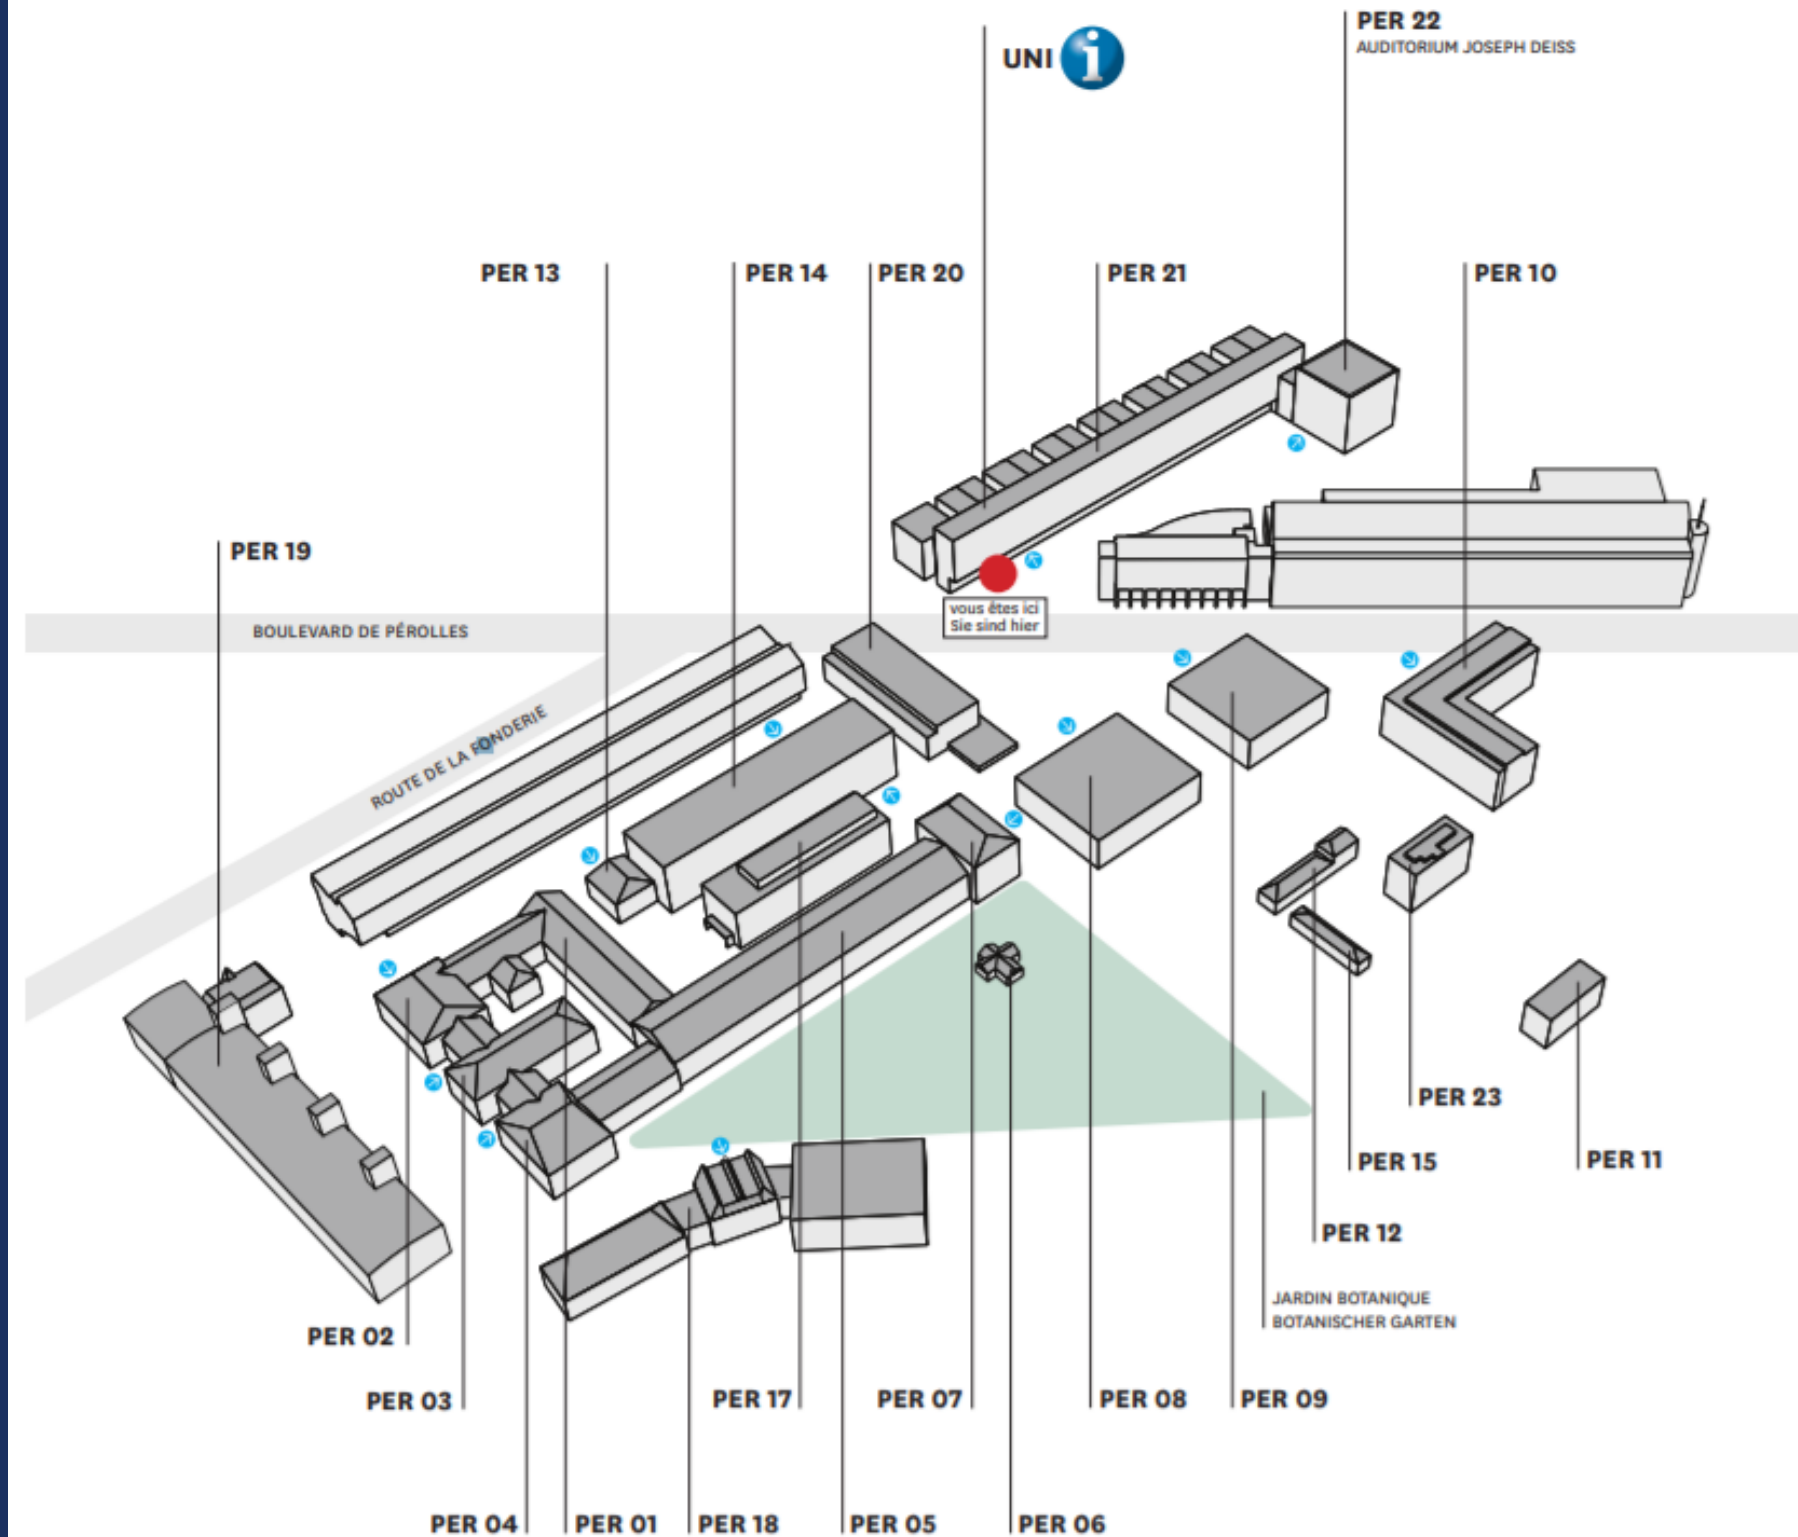 PER 22
AUDITORIUM JOSEPH DEISS
UNI i
PER 13
PER 14
PER 20
PER 21
PER 10
PER 19
vous êtes ici
Sie sind hier
BOULEVARD DE PÉROLLES
ROUTE DE LA FONDERIE
PER 23
PER 15
PER 11
PER 12
JARDIN BOTANIQUE
BOTANISCHER GARTEN
PER 02
PER 03
PER 17
PER 07
PER 08
PER 09
PER 04
PER 01
PER 18
PER 05
PER 06